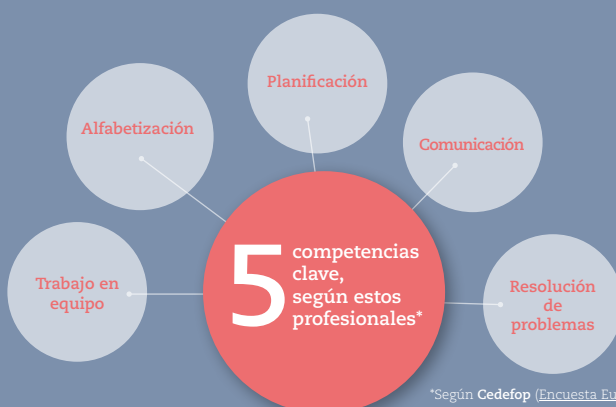 Planificación
Alfabetización
Comunicación
5 competencias
clave,
según estos
profesionales*
Trabajo en
equipo
Resolución
de
problemas
*Según Cedefop (Encuesta